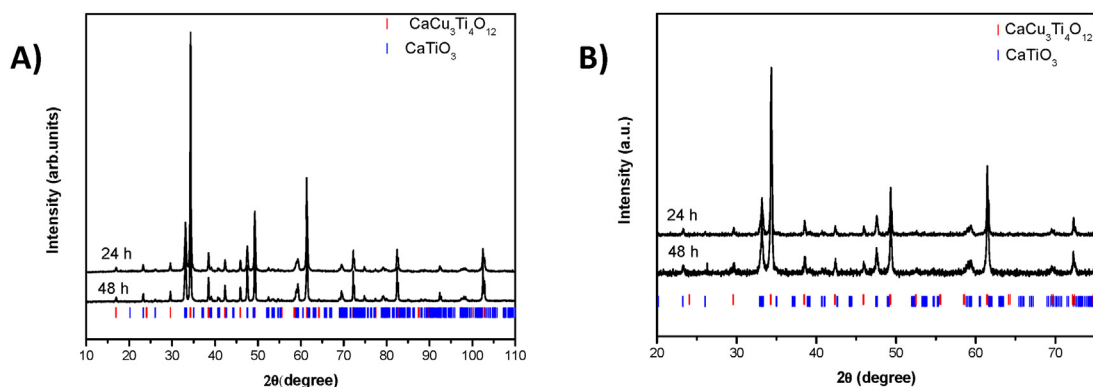 A)
CaCu₃Ti₄O₁₂
CaTiO₃
Intensity (arb.units)
24 h
48 h
10 20 30 40 50 60 70 80 90 100 110
2θ(degree)
B)
CaCu₃Ti₄O₁₂
CaTiO₃
Intensity (a.u.)
24 h
48 h
20 30 40 50 60 70
2θ (degree)